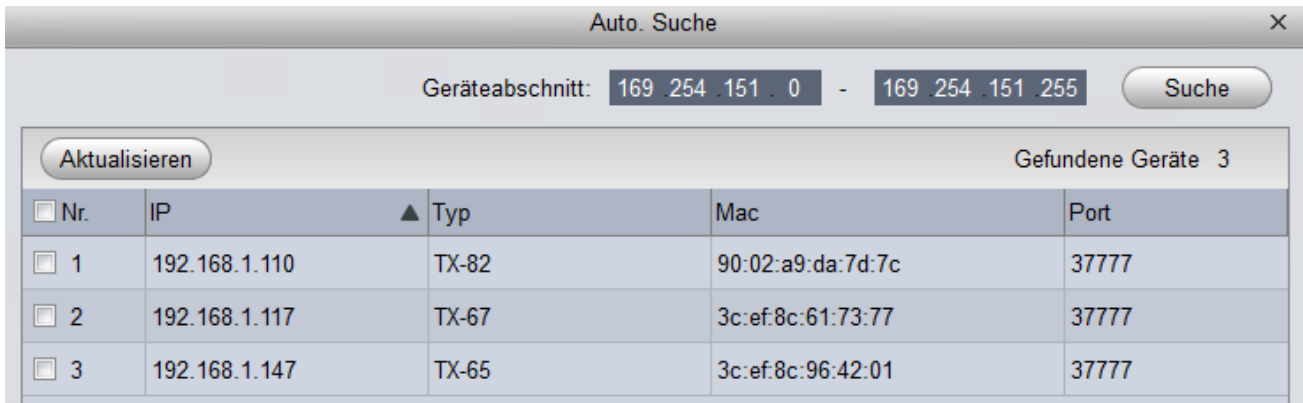 Auto. Suche
Geräteabschnitt: 169 .254 .151 . 0 - 169 .254 .151 .255 Suche
Aktualisieren Gefundene Geräte 3
Nr. IP Typ Mac Port
1 192.168.1.110 TX-82 90:02:a9:da:7d:7c 37777
2 192.168.1.117 TX-67 3c:ef:8c:61:73:77 37777
3 192.168.1.147 TX-65 3c:ef:8c:96:42:01 37777